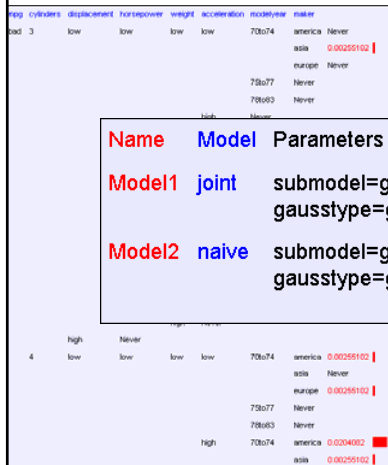 mpg cylinders displacement horsepower weight acceleration modelyear maker
bad 3 low low low low 70to74 america Never
asia 0.00255102
europe Never
75to77 Never
78to83 Never
high Never
Name Model Parameters
Model1 joint submodel=g
gausstype=g
Model2 naive submodel=g
gausstype=g
high Never
4 low low low low 70to74 america 0.00255102
asia Never
europe 0.00255102
75to77 Never
78to83 Never
high 70to74 america 0.0204082
asia 0.00255102